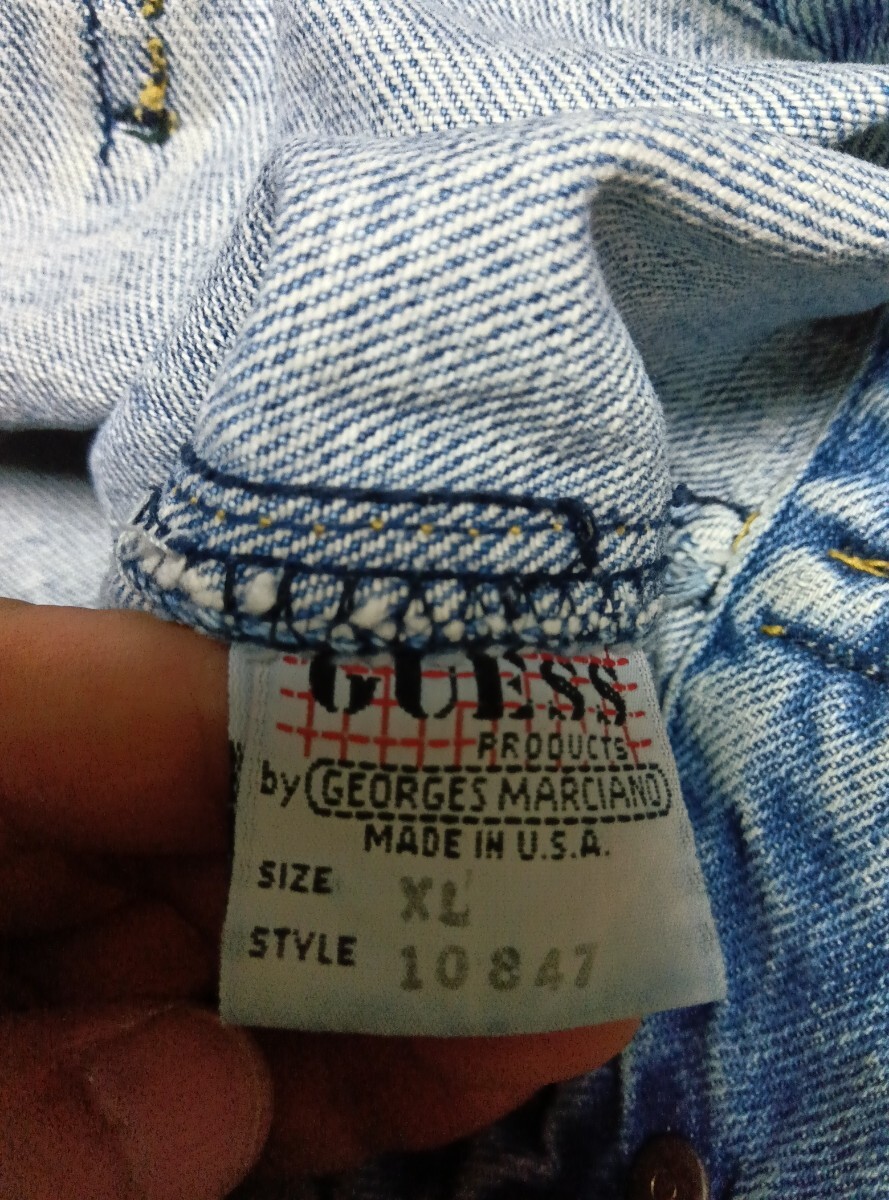 GUESS
PRODUCTS
by GEORGES MARCIANO
MADE IN U.S.A.
SIZE XL
STYLE 10847